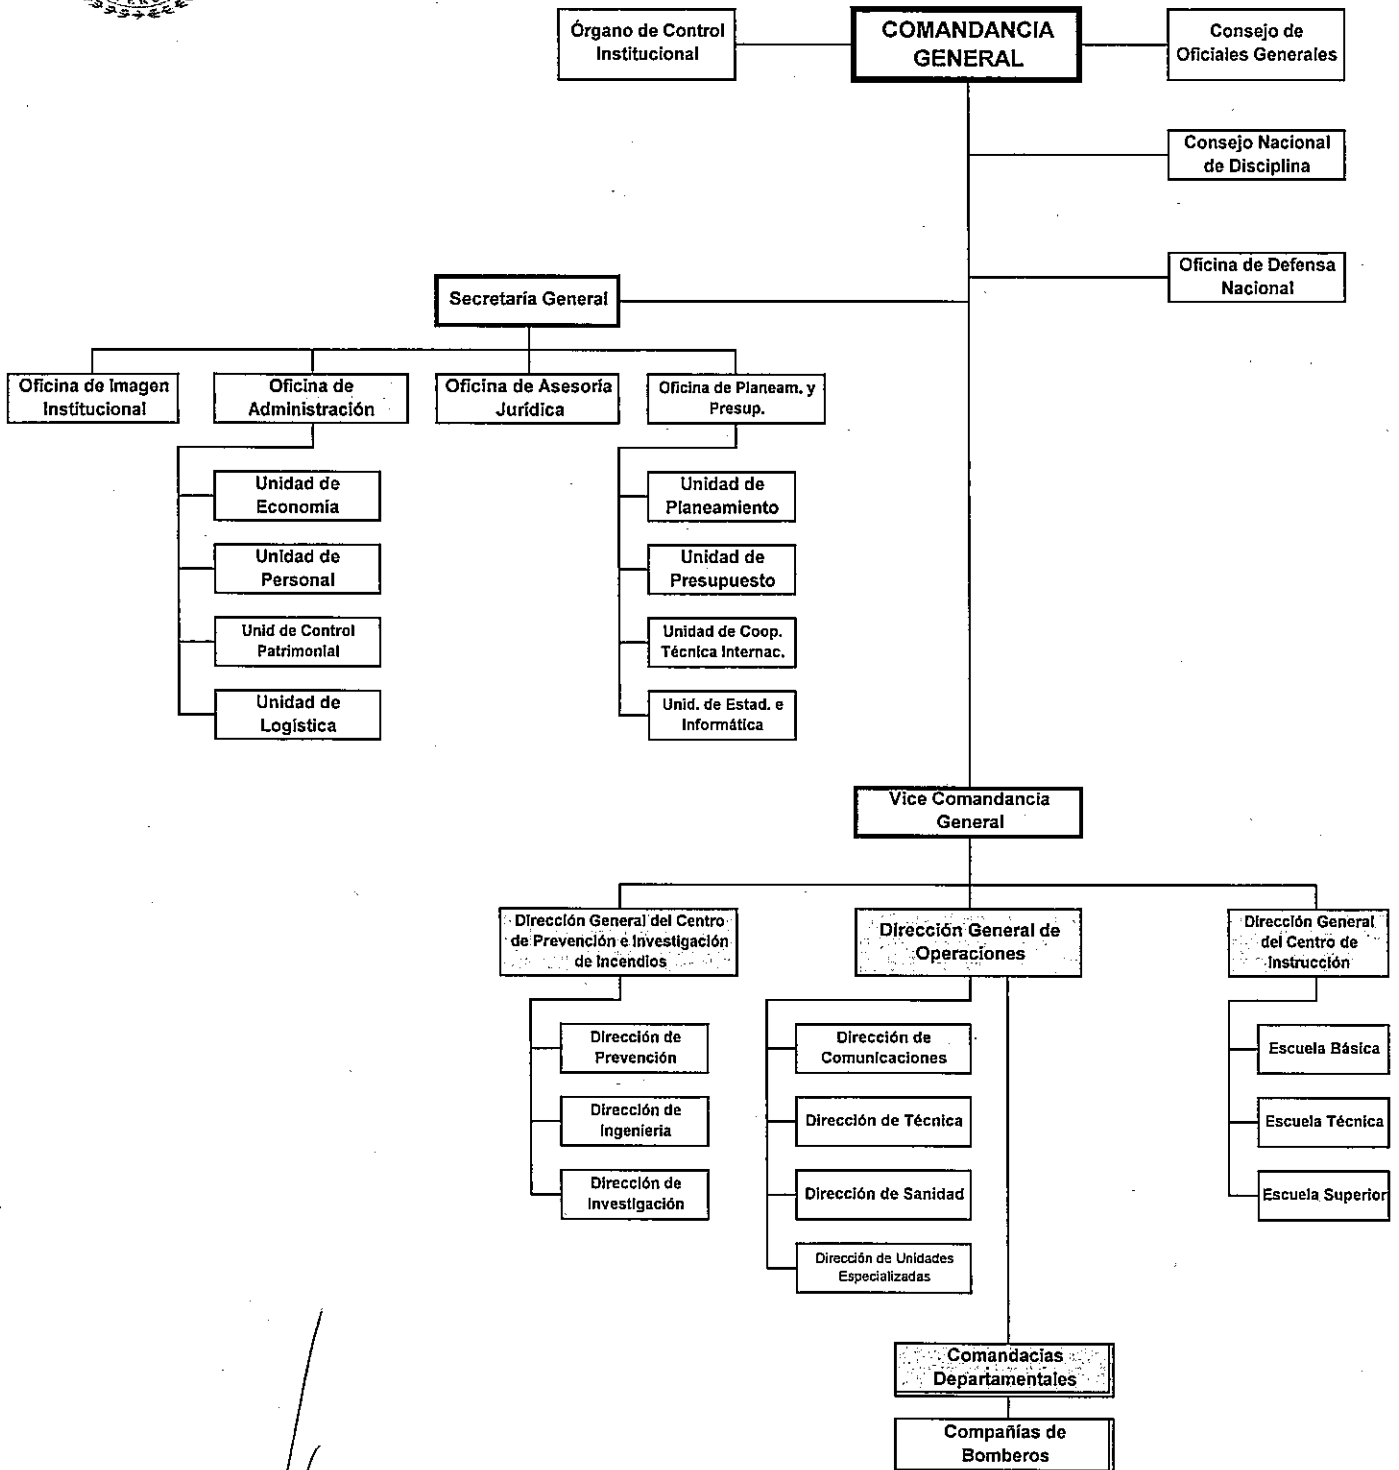 Órgano de Control
Institucional
COMANDANCIA
GENERAL
Consejo de
Oficiales Generales
Consejo Nacional
de Disciplina
Oficina de Defensa
Nacional
Secretaría General
Oficina de Imagen
Institucional
Oficina de
Administración
Oficina de Asesoría
Jurídica
Oficina de Planeam. y
Presup.
Unidad de
Economía
Unidad de
Personal
Unid de Control
Patrimonial
Unidad de
Logística
Unidad de
Planeamiento
Unidad de
Presupuesto
Unidad de Coop.
Técnica Internac.
Unid. de Estad. e
Informática
Vice Comandancia
General
Dirección General del Centro
de Prevención e Investigación
de Incendios
Dirección General de
Operaciones
Dirección General
del Centro de
Instrucción
Dirección de
Prevención
Dirección de
Ingenieria
Dirección de
Investigación
Dirección de
Comunicaciones
Dirección de Técnica
Dirección de Sanidad
Dirección de Unidades
Especializadas
Escuela Básica
Escuela Técnica
Escuela Superior
Comandacias
Departamentales
Compañías de
Bomberos